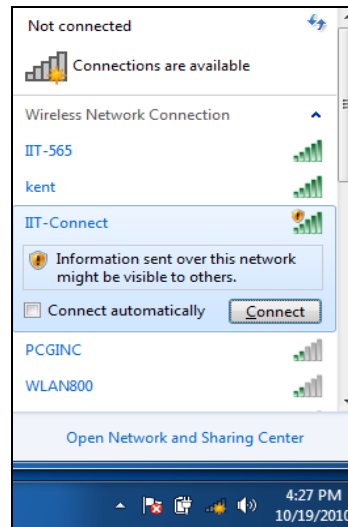 Not connected
Connections are available
Wireless Network Connection
IIT-565
kent
IIT-Connect
Information sent over this network
might be visible to others.
Connect automatically
Connect
PCGINC
WLAN800
Open Network and Sharing Center
4:27 PM
10/19/2010